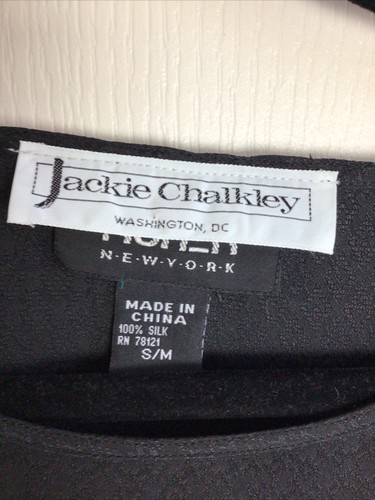 Jackie Chalkley
WASHINGTON, DC
N·E·W·Y·O·R·K
MADE IN
CHINA
100% SILK
RN 78121
S/M